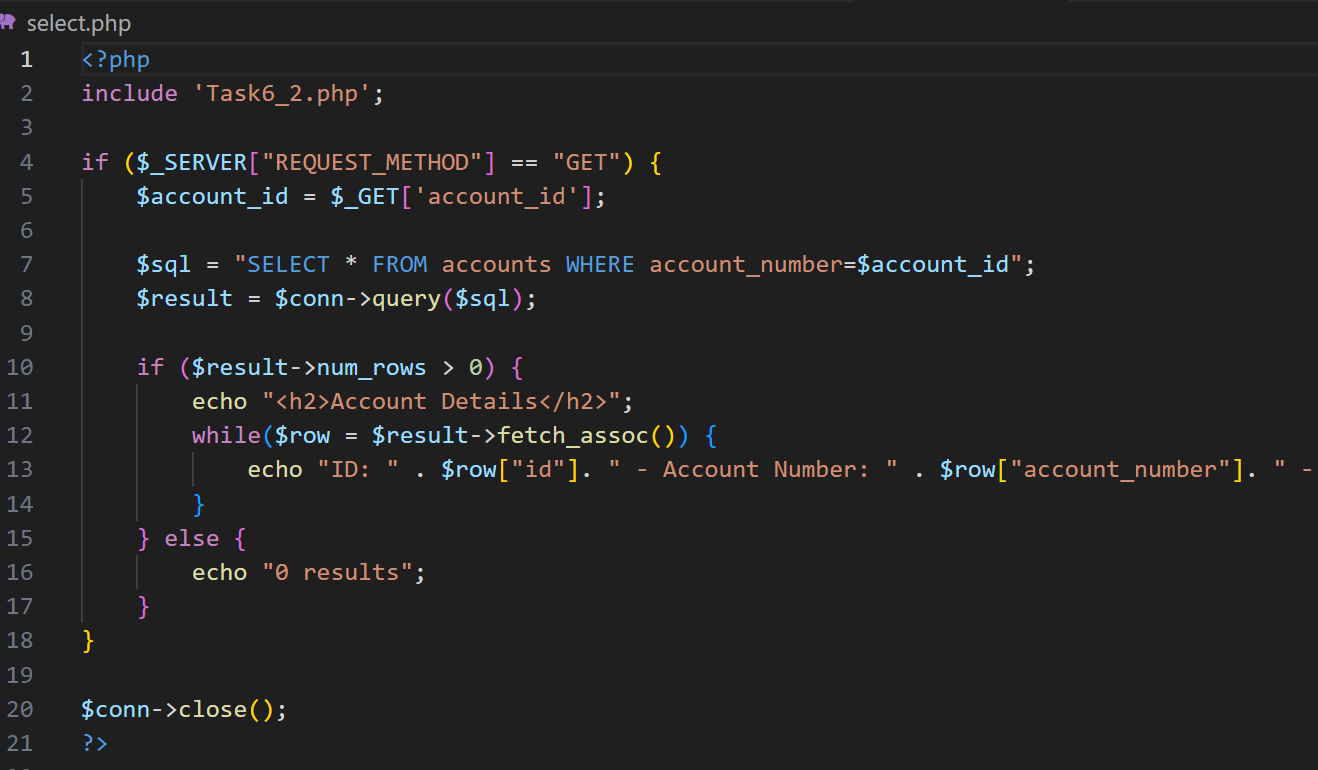 select.php
1 <?php
2 include 'Task6_2.php';
3
4 if ($_SERVER["REQUEST_METHOD"] == "GET") {
5     $account_id = $_GET['account_id'];
6
7     $sql = "SELECT * FROM accounts WHERE account_number=$account_id";
8     $result = $conn->query($sql);
9
10     if ($result->num_rows > 0) {
11         echo "<h2>Account Details</h2>";
12         while($row = $result->fetch_assoc()) {
13             echo "ID: " . $row["id"]. " - Account Number: " . $row["account_number"]. " -
14         }
15     } else {
16         echo "0 results";
17     }
18 }
19
20 $conn->close();
21 ?>